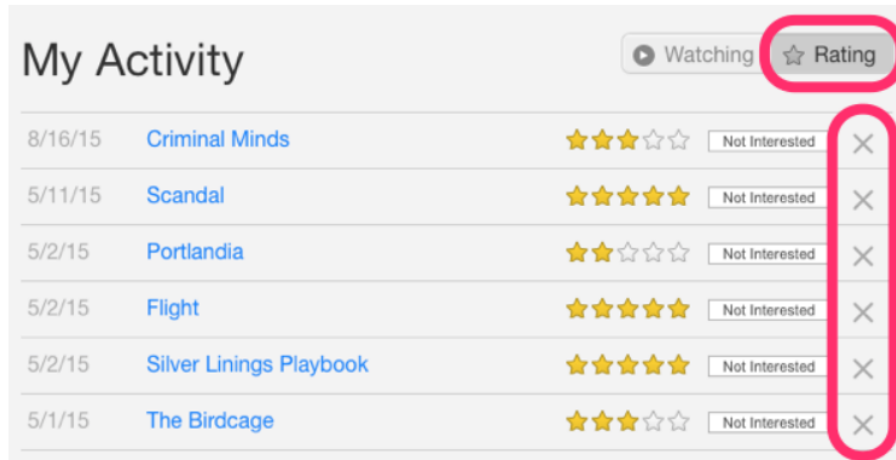 My Activity Watching Rating
8/16/15 Criminal Minds Not Interested
5/11/15 Scandal Not Interested
5/2/15 Portlandia Not Interested
5/2/15 Flight Not Interested
5/2/15 Silver Linings Playbook Not Interested
5/1/15 The Birdcage Not Interested